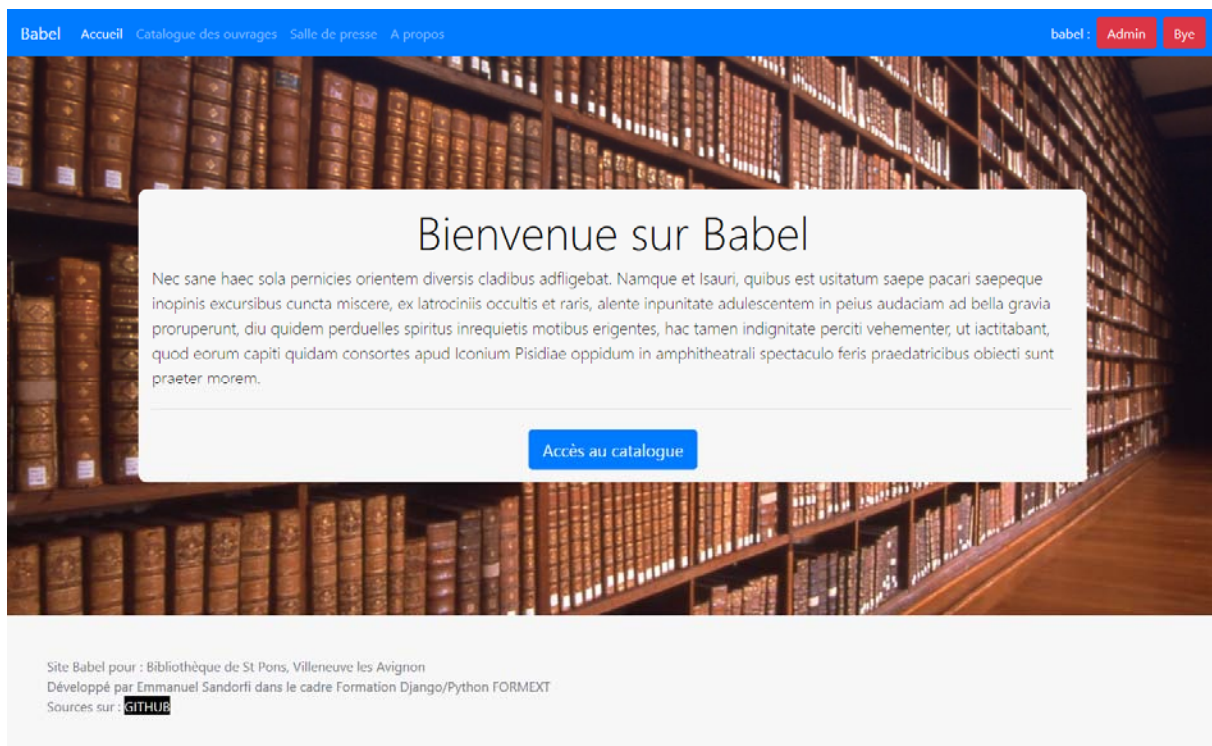 Babel Accueil Catalogue des ouvrages Salle de presse A propos babel : Admin Bye
Bienvenue sur Babel
Nec sane haec sola pernicies orientem diversis cladibus adfligebat. Namque et Isauri, quibus est usitatum saepe pacari saepeque
inopinis excursibus cuncta miscere, ex latrociniis occultis et raris, alente inpunitate adulescentem in peius audaciam ad bella gravia
proruperunt, diu quidem perduelles spiritus inrequietis motibus erigentes, hac tamen indignitate perciti vehementer, ut iactitabant,
quod eorum capiti quidam consortes apud Iconium Pisidiae oppidum in amphitheatrali spectaculo feris praedatricibus obiecti sunt
praeter morem.
Accès au catalogue
Site Babel pour : Bibliothèque de St Pons, Villeneuve les Avignon
Développé par Emmanuel Sandorfi dans le cadre Formation Django/Python FORMEXT
Sources sur : GITHUB